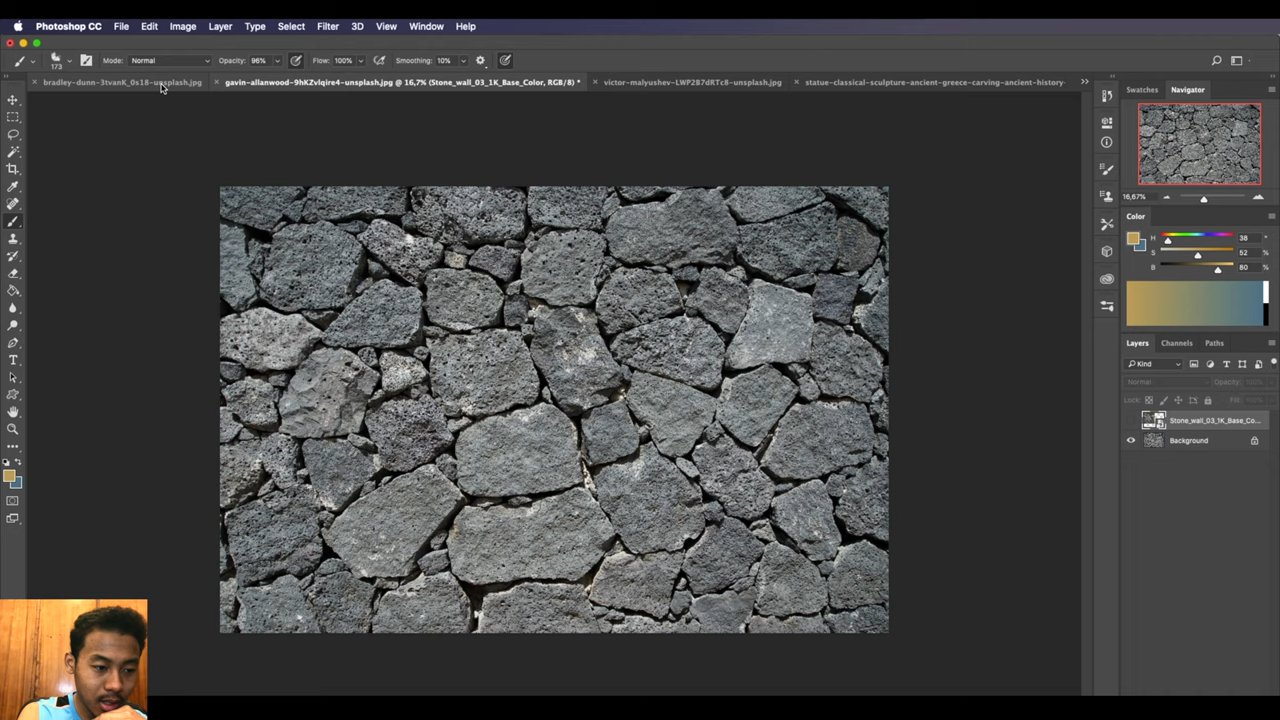 Photoshop CC File Edit Image Layer Type Select Filter 3D View Window Help
173 Mode: Normal Opacity: 96% Flow: 100% Smoothing: 10%
bradley-dunn-3tvanK_0s18-unsplash.jpg gavin-allanwood-9hKZvlqire4-unsplash.jpg @ 16,7% (Stone_wall_03_1K_Base_Color, RGB/8) * victor-malyushev-LWP2B7dRTc8-unsplash.jpg statue-classical-sculpture-ancient-greece-carving-ancient-history-
Swatches Navigator
16,67%
Color
H 38 °
S 52 %
B 80 %
Layers Channels Paths
Kind
Normal Opacity: 100%
Lock: Fill: 100%
Stone_wall_03_1K_Base_Co...
Background